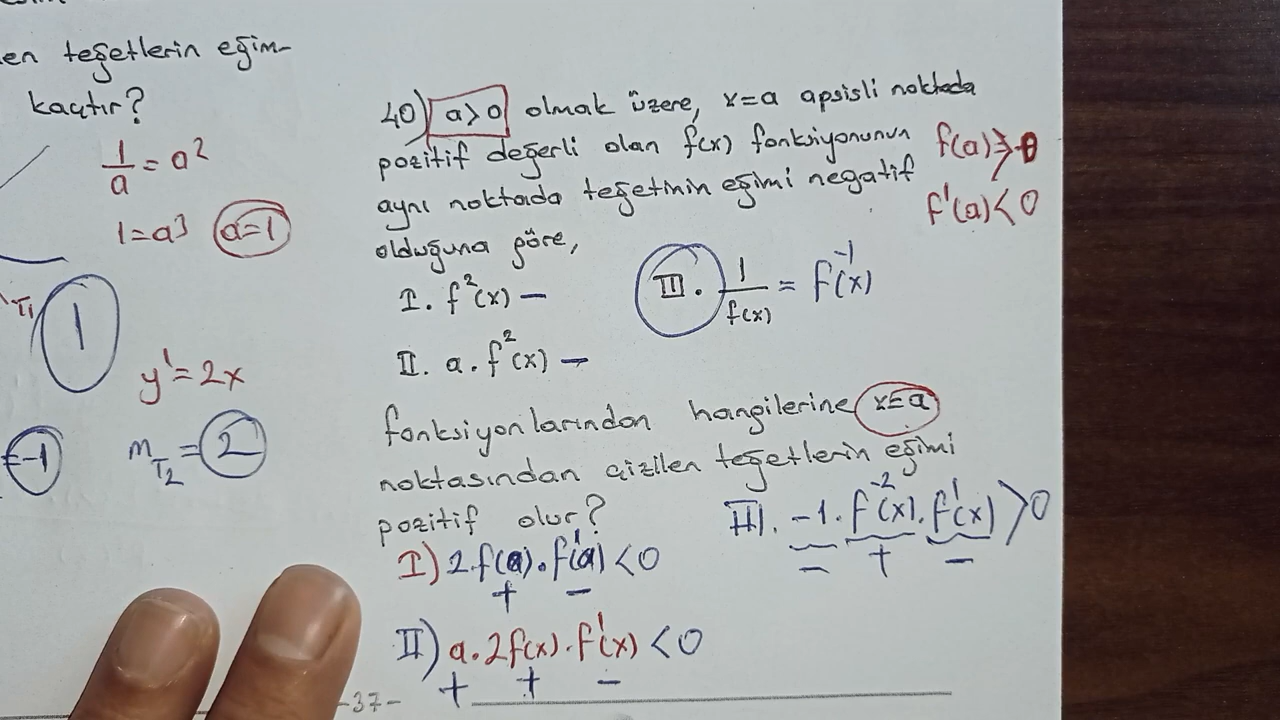 en teğetlerin eğim-
kaçtır?
1/a = a²
1 = a³ a=1
T₁ 1
y' = 2x
=-1 m_T₂ = 2
40) a>0 olmak üzere, x=a apsisli noktada
pozitif değerli olan f(x) fonksiyonunun
aynı noktada teğetinin eğimi negatif
olduğuna göre,
f'(a) < 0
I. f²(x) —
II. a.f²(x) —
III. 1/f(x) = f⁻¹(x)
fonksiyonlarından hangilerine x=a
noktasından çizilen teğetlerin eğimi
pozitif olur?
I) 2.f(a).f'(a) < 0
+ −
II) a.2f(x).f'(x) < 0
+ + −
III. -1.f⁻²(x).f'(x) > 0
− + −
-37-